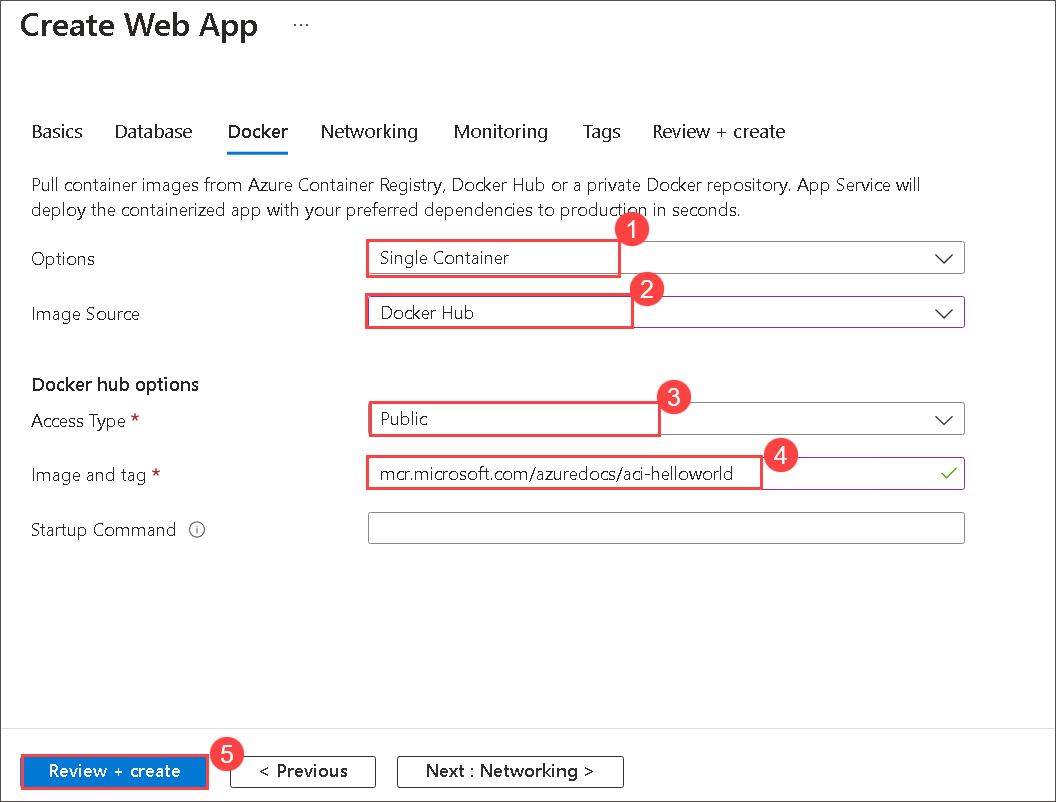 Create Web App ...
Basics Database Docker Networking Monitoring Tags Review + create
Pull container images from Azure Container Registry, Docker Hub or a private Docker repository. App Service will
deploy the containerized app with your preferred dependencies to production in seconds.
1
Options Single Container
2
Image Source Docker Hub
Docker hub options
3
Access Type * Public
4
Image and tag * mcr.microsoft.com/azuredocs/aci-helloworld
Startup Command
5
Review + create < Previous Next : Networking >